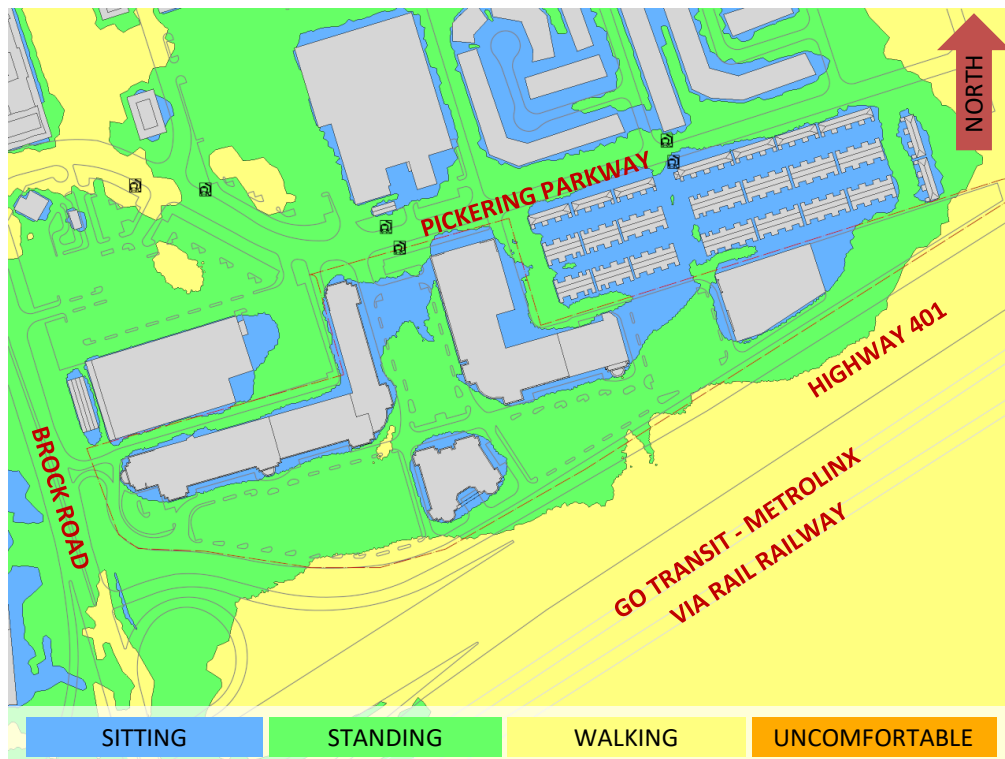 NORTH
PICKERING PARKWAY
HIGHWAY 401
BROCK ROAD
GO TRANSIT - METROLINX
VIA RAIL RAILWAY
SITTING
STANDING
WALKING
UNCOMFORTABLE